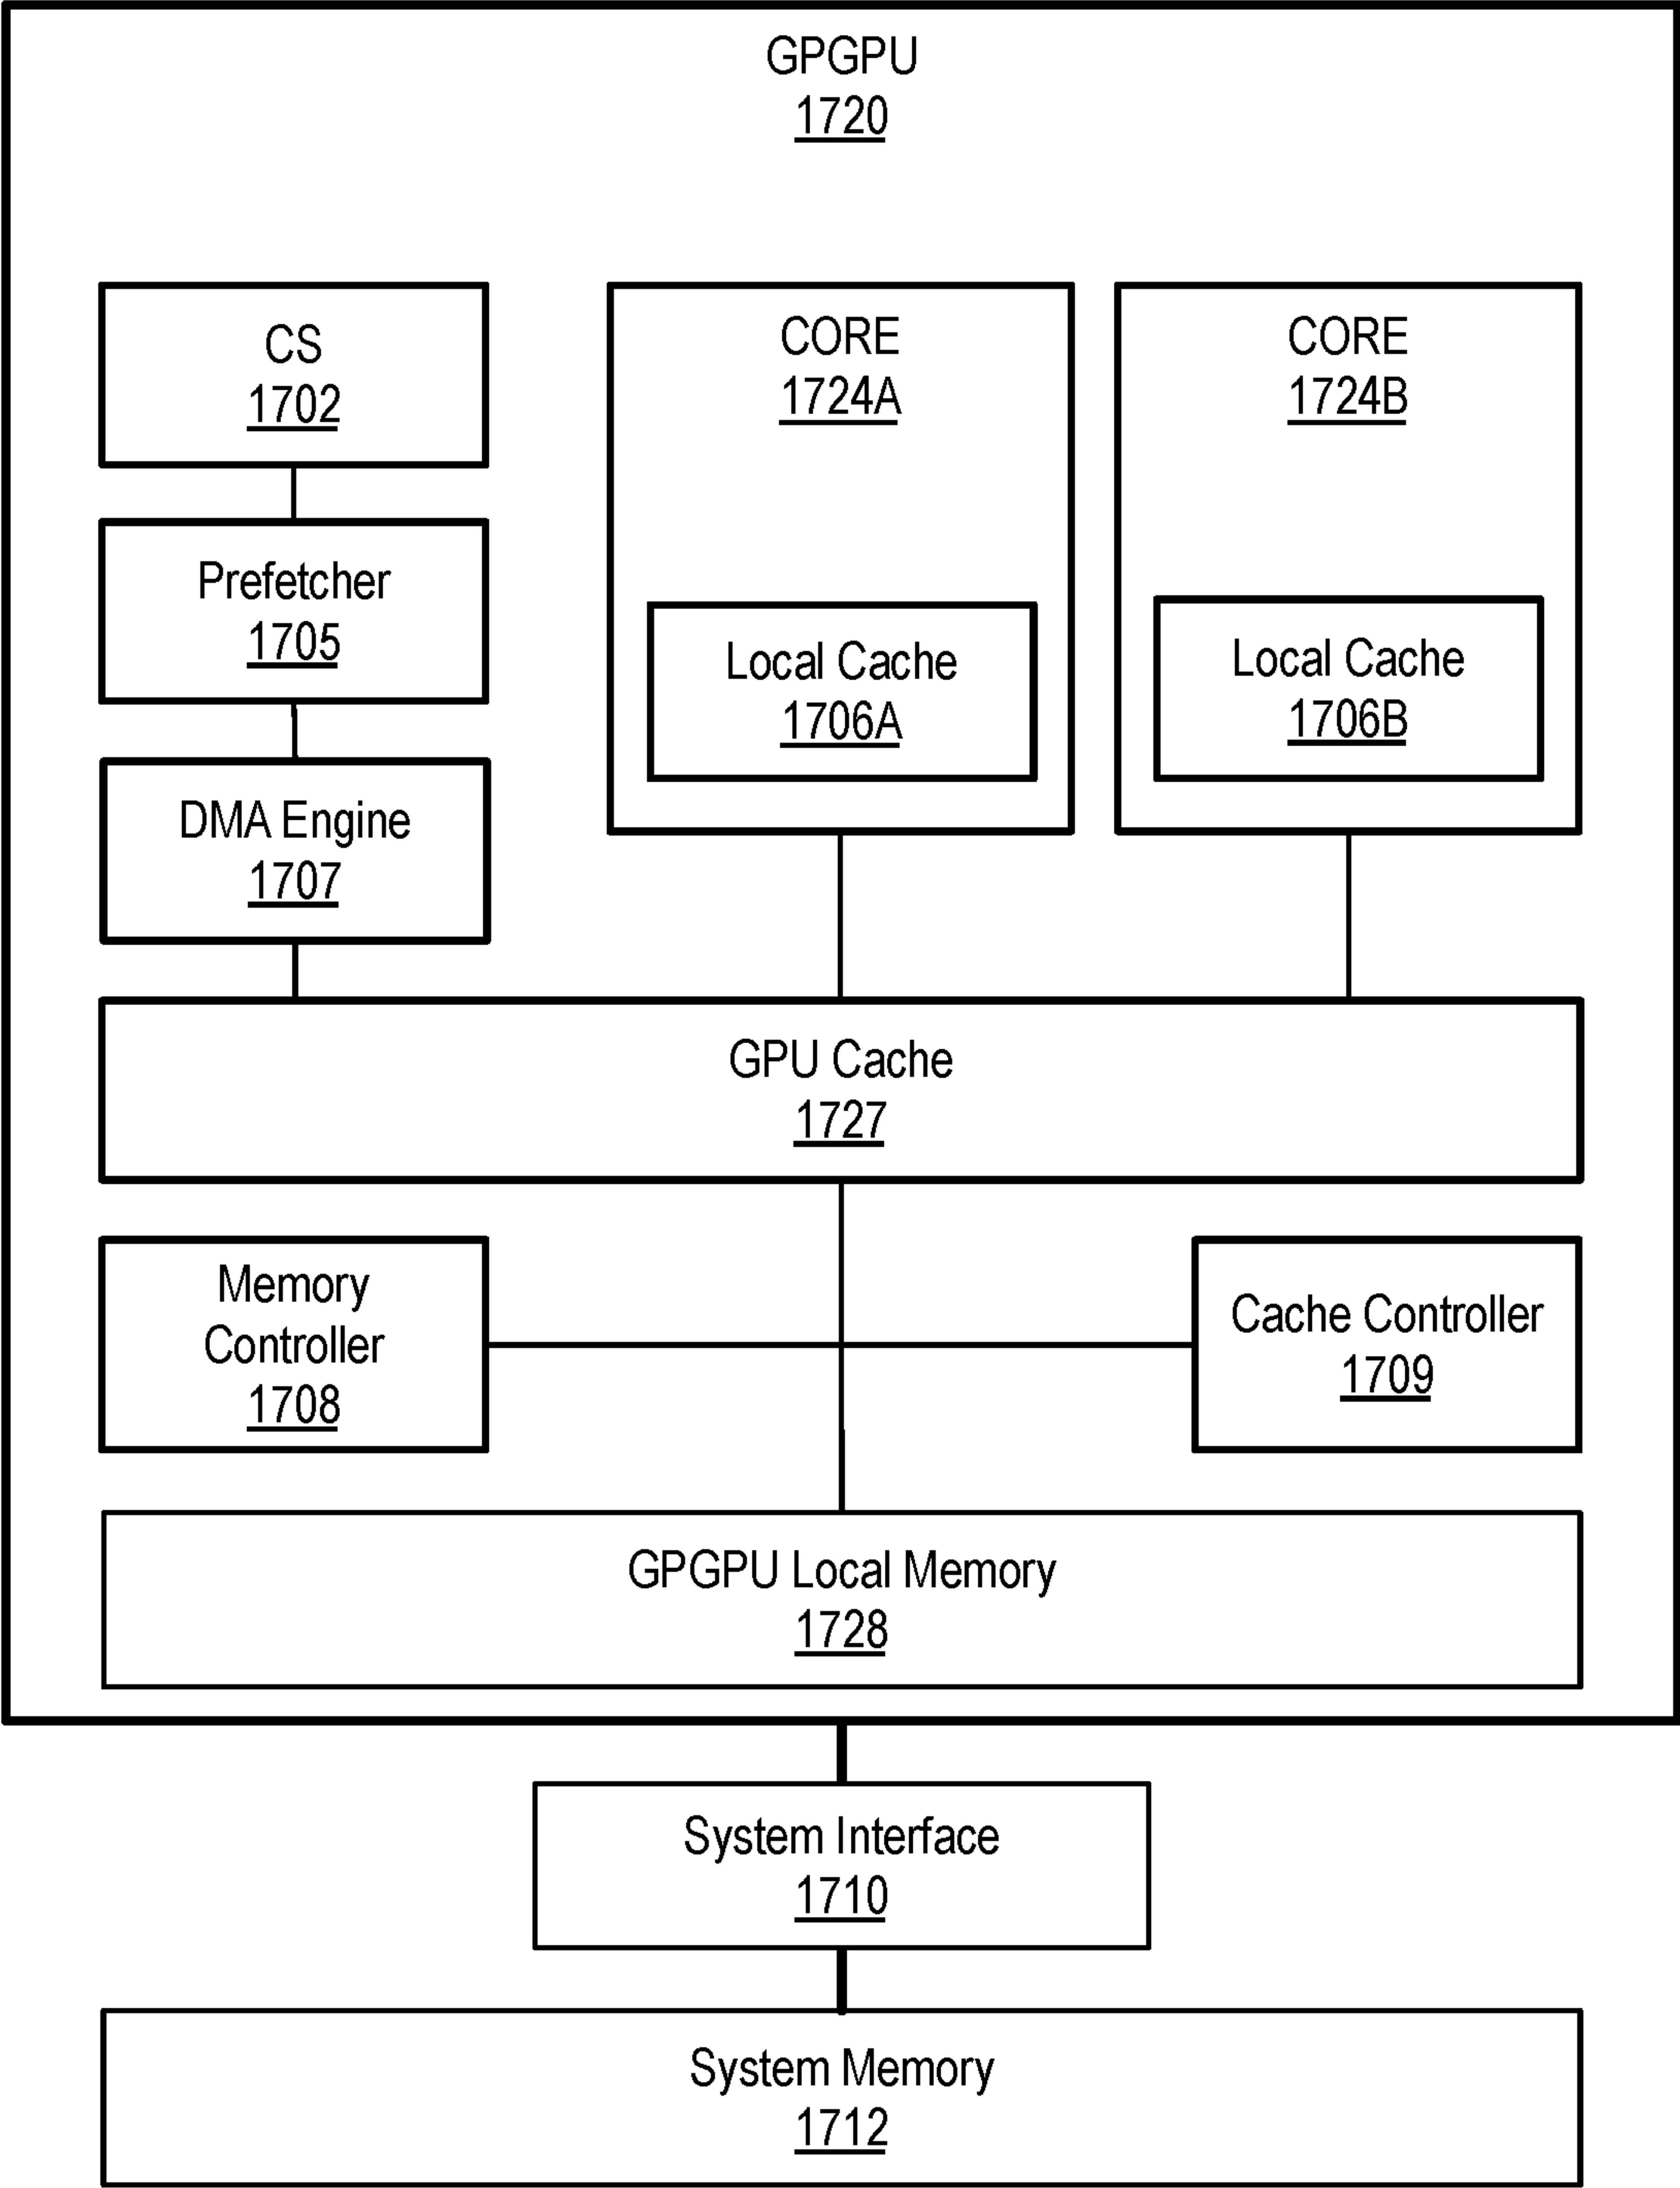 GPGPU
1720
CS
1702
Prefetcher
1705
DMA Engine
1707
CORE
1724A
Local Cache
1706A
CORE
1724B
Local Cache
1706B
GPU Cache
1727
Memory
Controller
1708
Cache Controller
1709
GPGPU Local Memory
1728
System Interface
1710
System Memory
1712